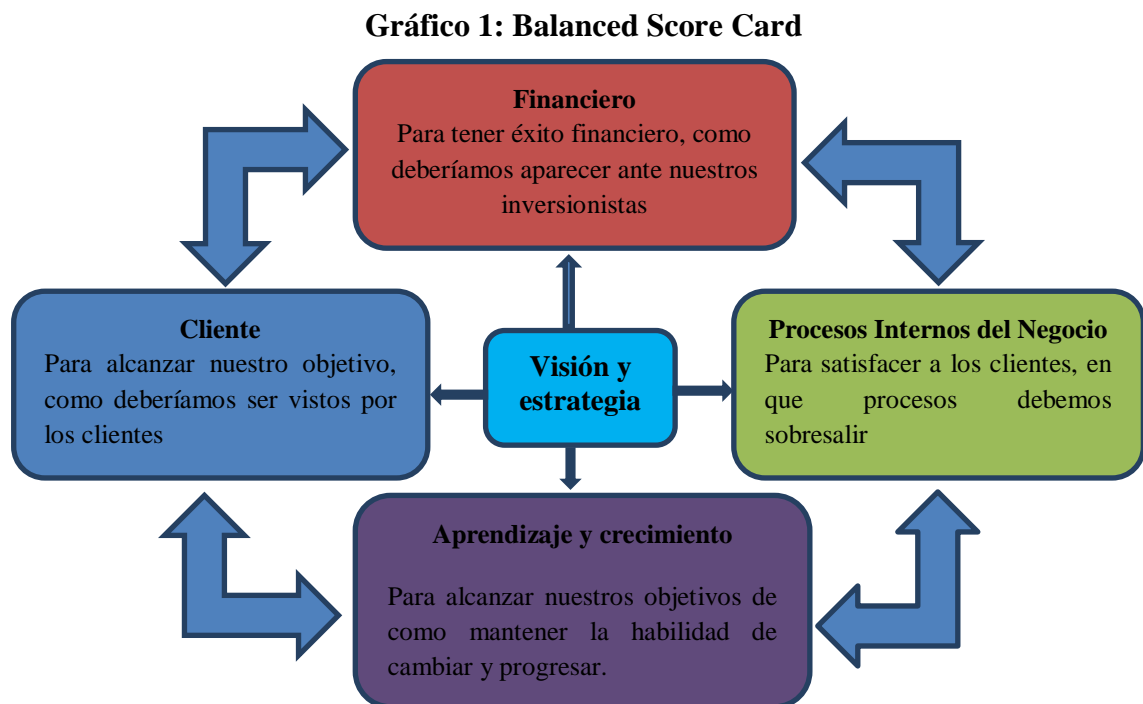 Gráfico 1: Balanced Score Card
Financiero
Para tener éxito financiero, como
deberíamos aparecer ante nuestros
inversionistas
Cliente
Para alcanzar nuestro objetivo,
como deberíamos ser vistos por
los clientes
Visión y
estrategia
Procesos Internos del Negocio
Para satisfacer a los clientes, en
que procesos debemos
sobresalir
Aprendizaje y crecimiento
Para alcanzar nuestros objetivos de
como mantener la habilidad de
cambiar y progresar.